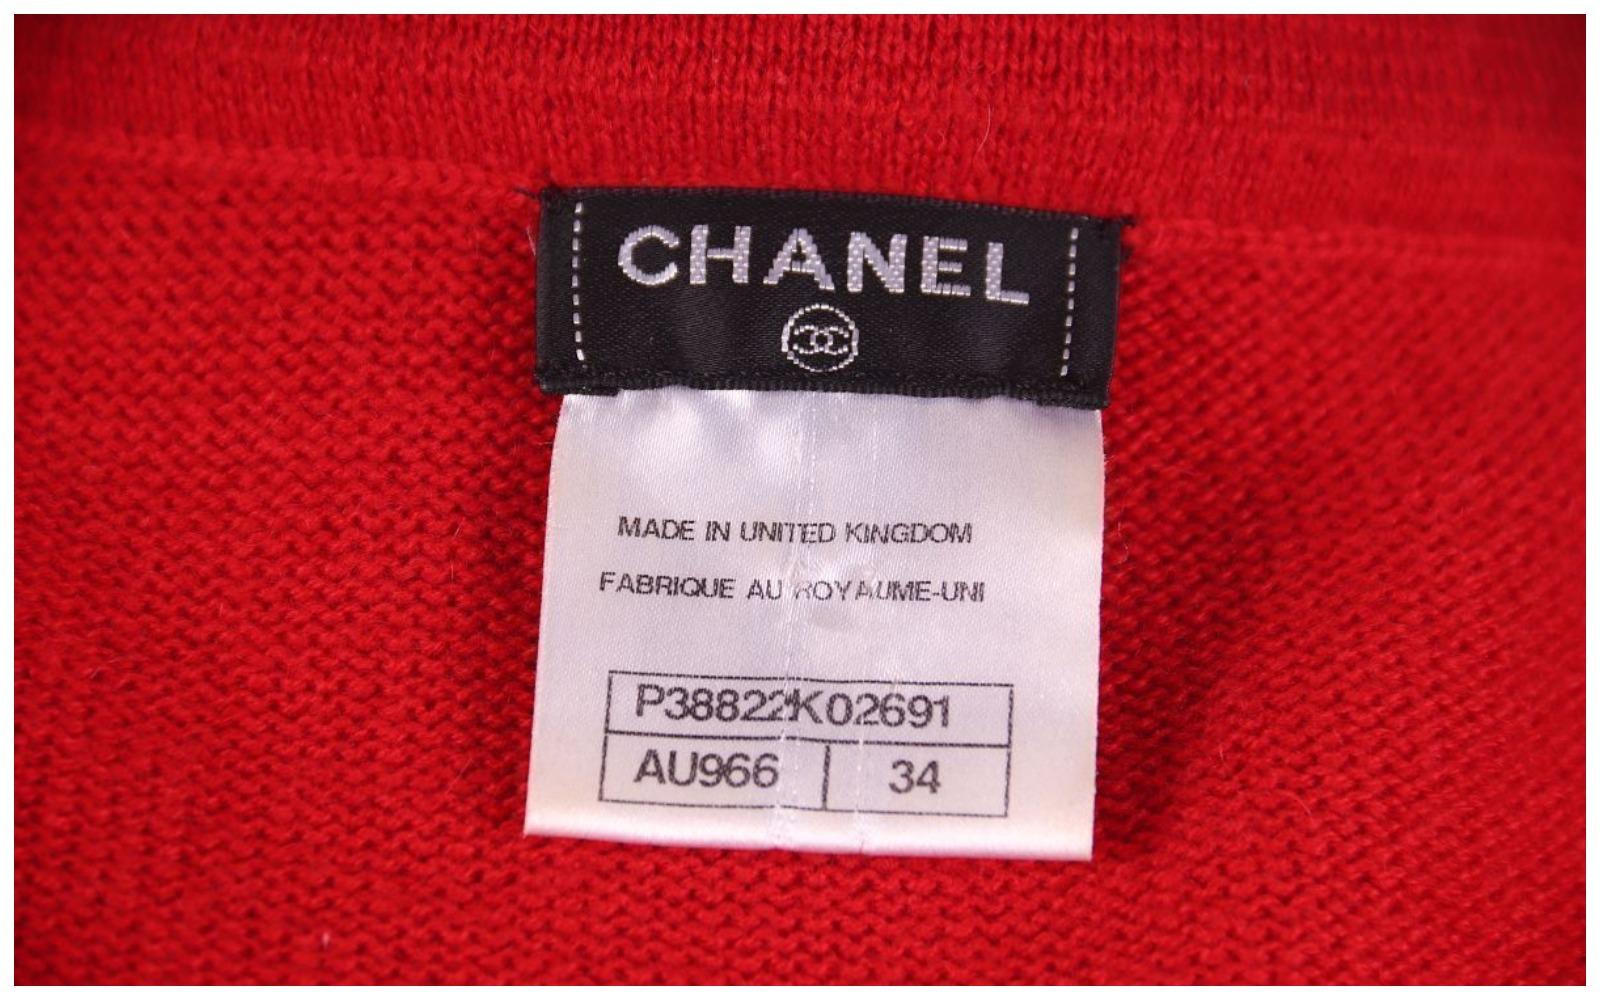 CHANEL
MADE IN UNITED KINGDOM
FABRIQUE AU ROYAUME-UNI
P38822K02691
AU966 34